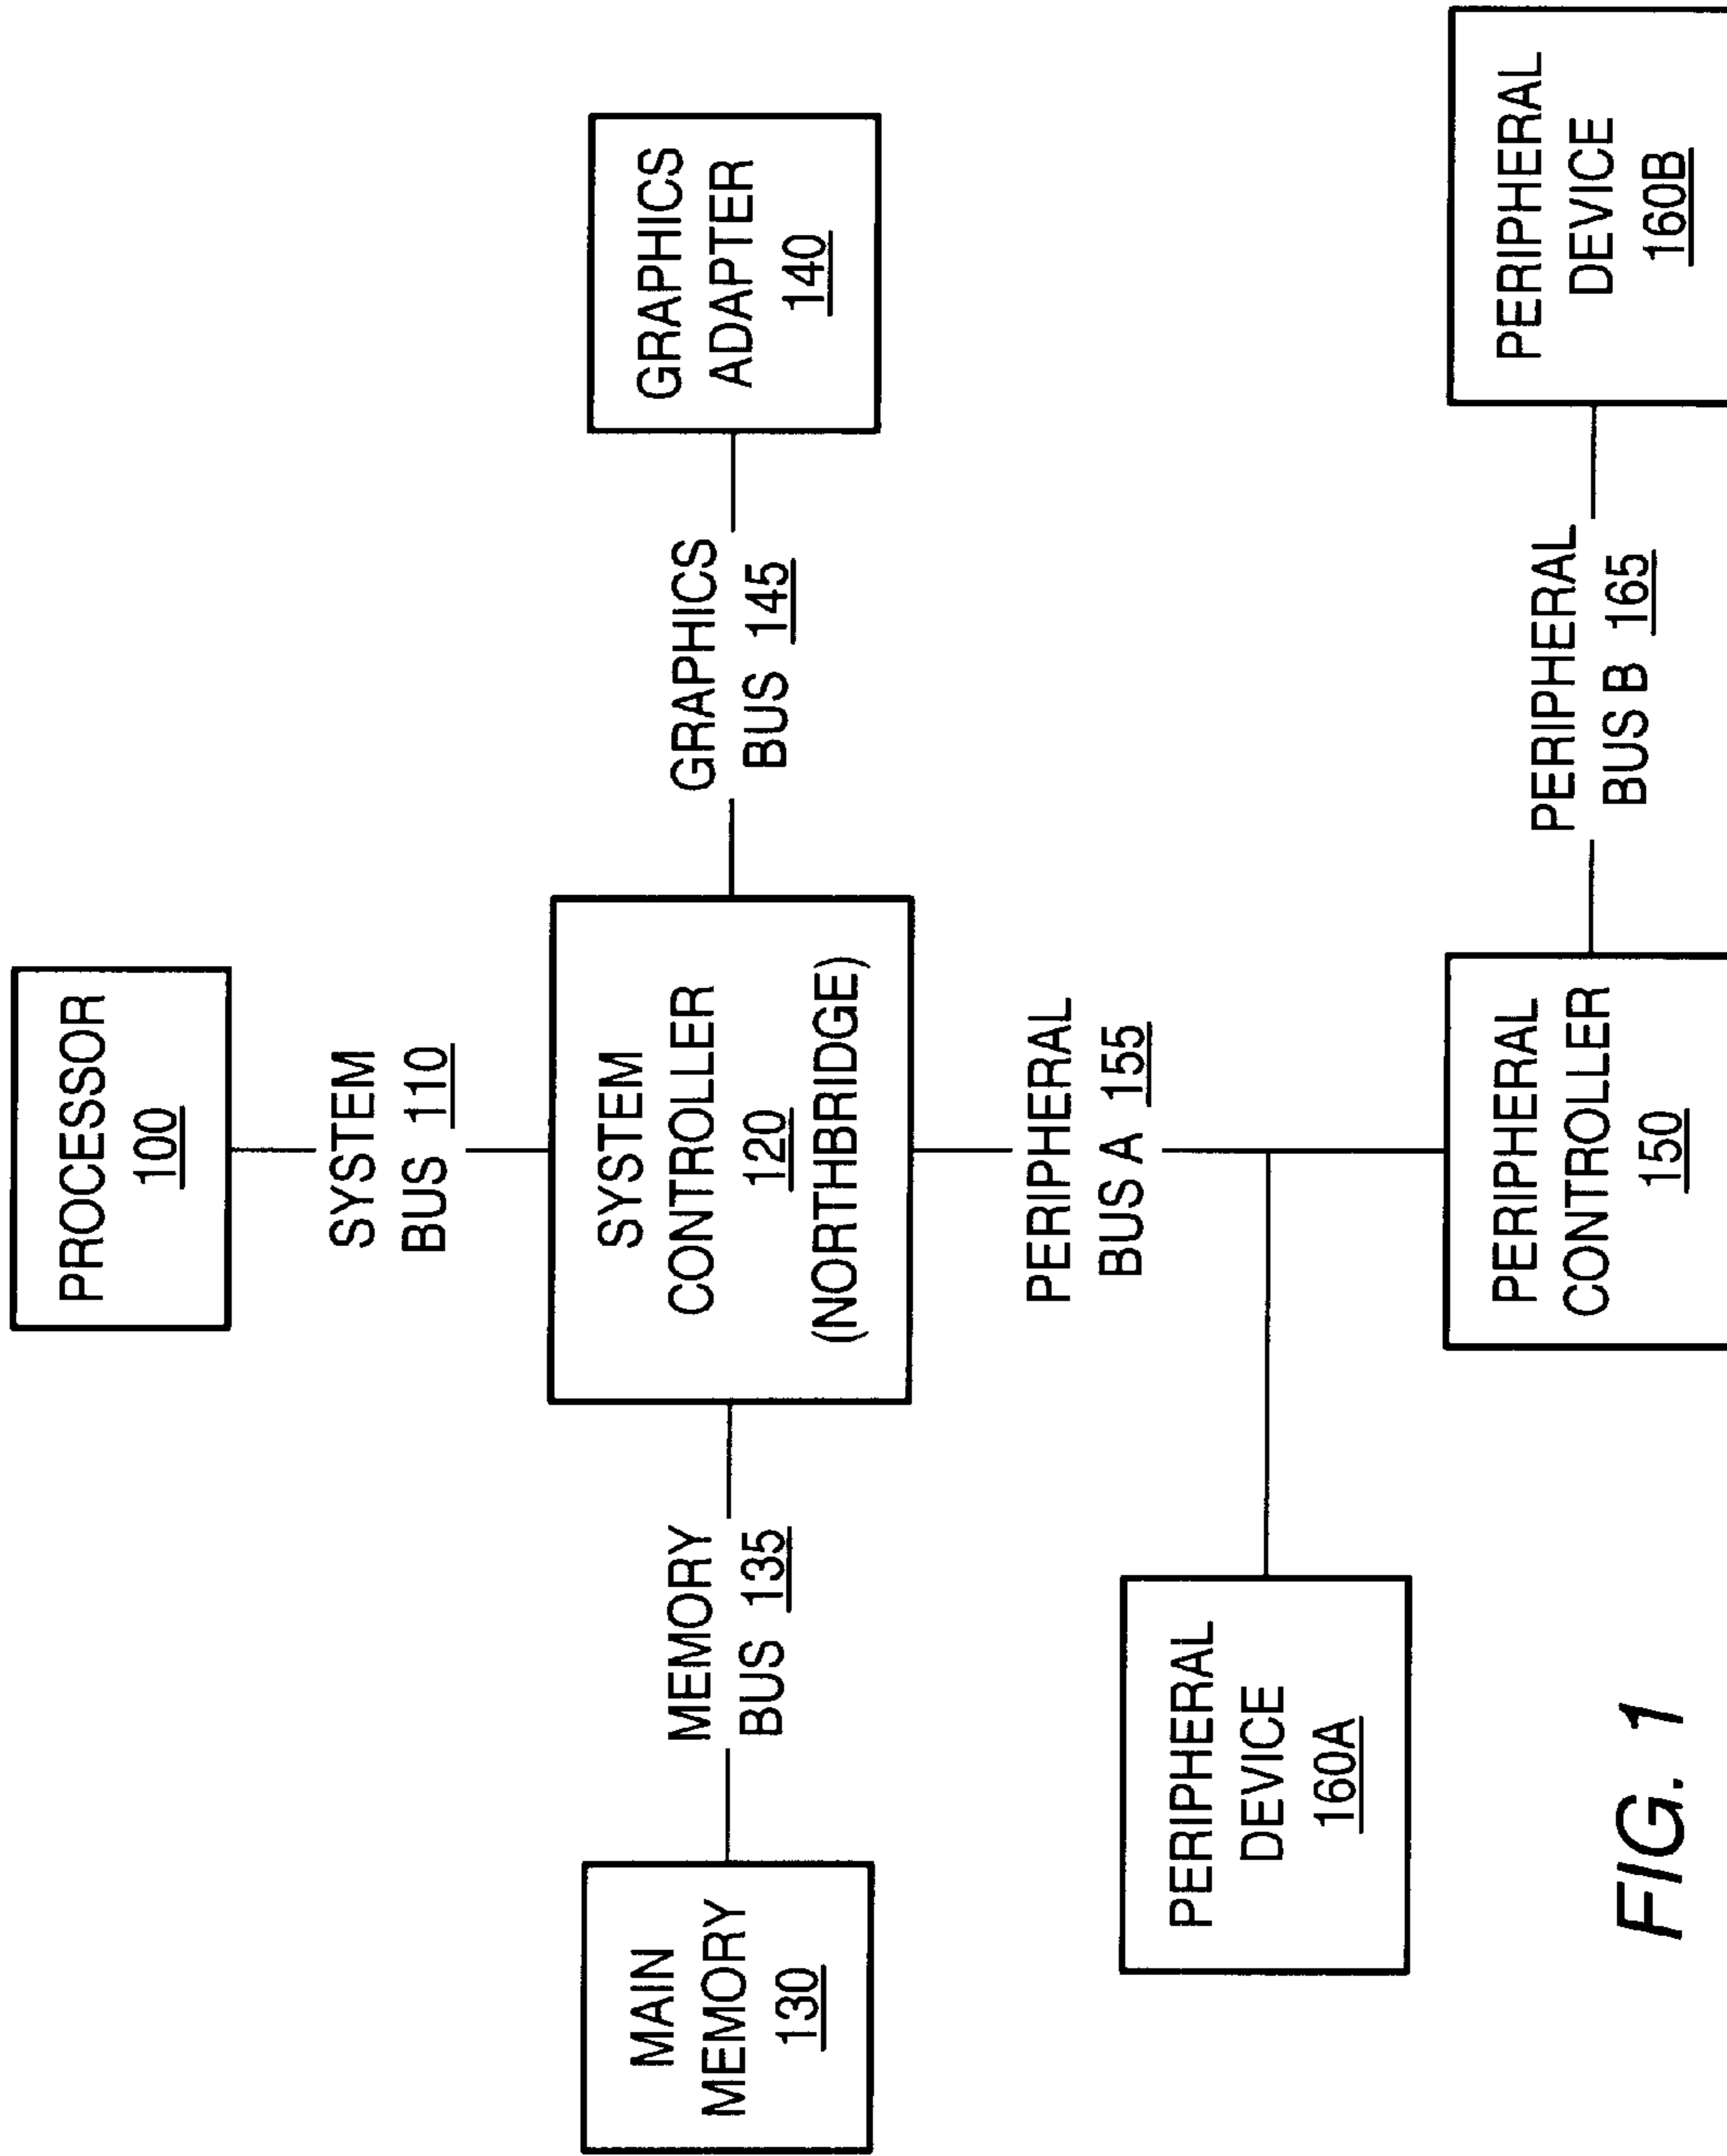 PROCESSOR
100
SYSTEM
BUS 110
MAIN
MEMORY
130
MEMORY
BUS 135
SYSTEM
CONTROLLER
120
(NORTHBRIDGE)
GRAPHICS
BUS 145
GRAPHICS
ADAPTER
140
PERIPHERAL
BUS A 155
PERIPHERAL
DEVICE
160A
PERIPHERAL
CONTROLLER
150
PERIPHERAL
BUS B 165
PERIPHERAL
DEVICE
160B
FIG. 1